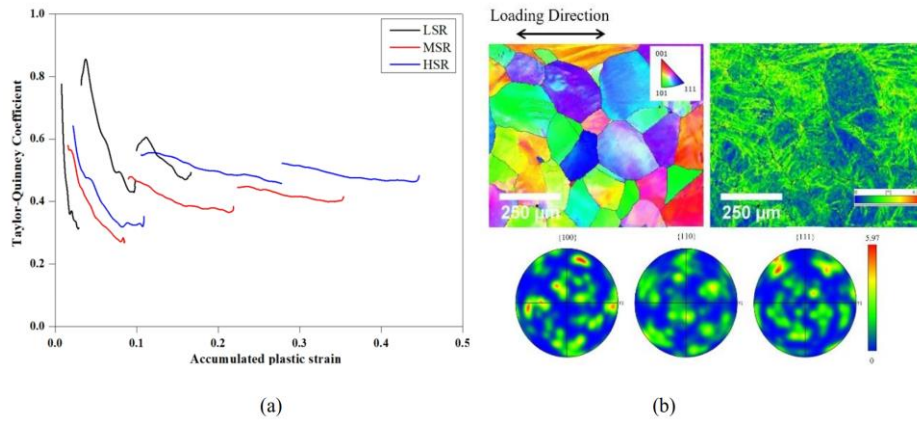 (a)
1.0
0.8
0.6
0.4
0.2
0.0
Taylor-Quinney Coefficient
LSR
MSR
HSR
0.0 0.1 0.2 0.3 0.4 0.5
Accumulated plastic strain
(a)
(b)
Loading Direction
001
101 111
250 µm
250 µm
{100} {110} {111}
5.97
0
(b)